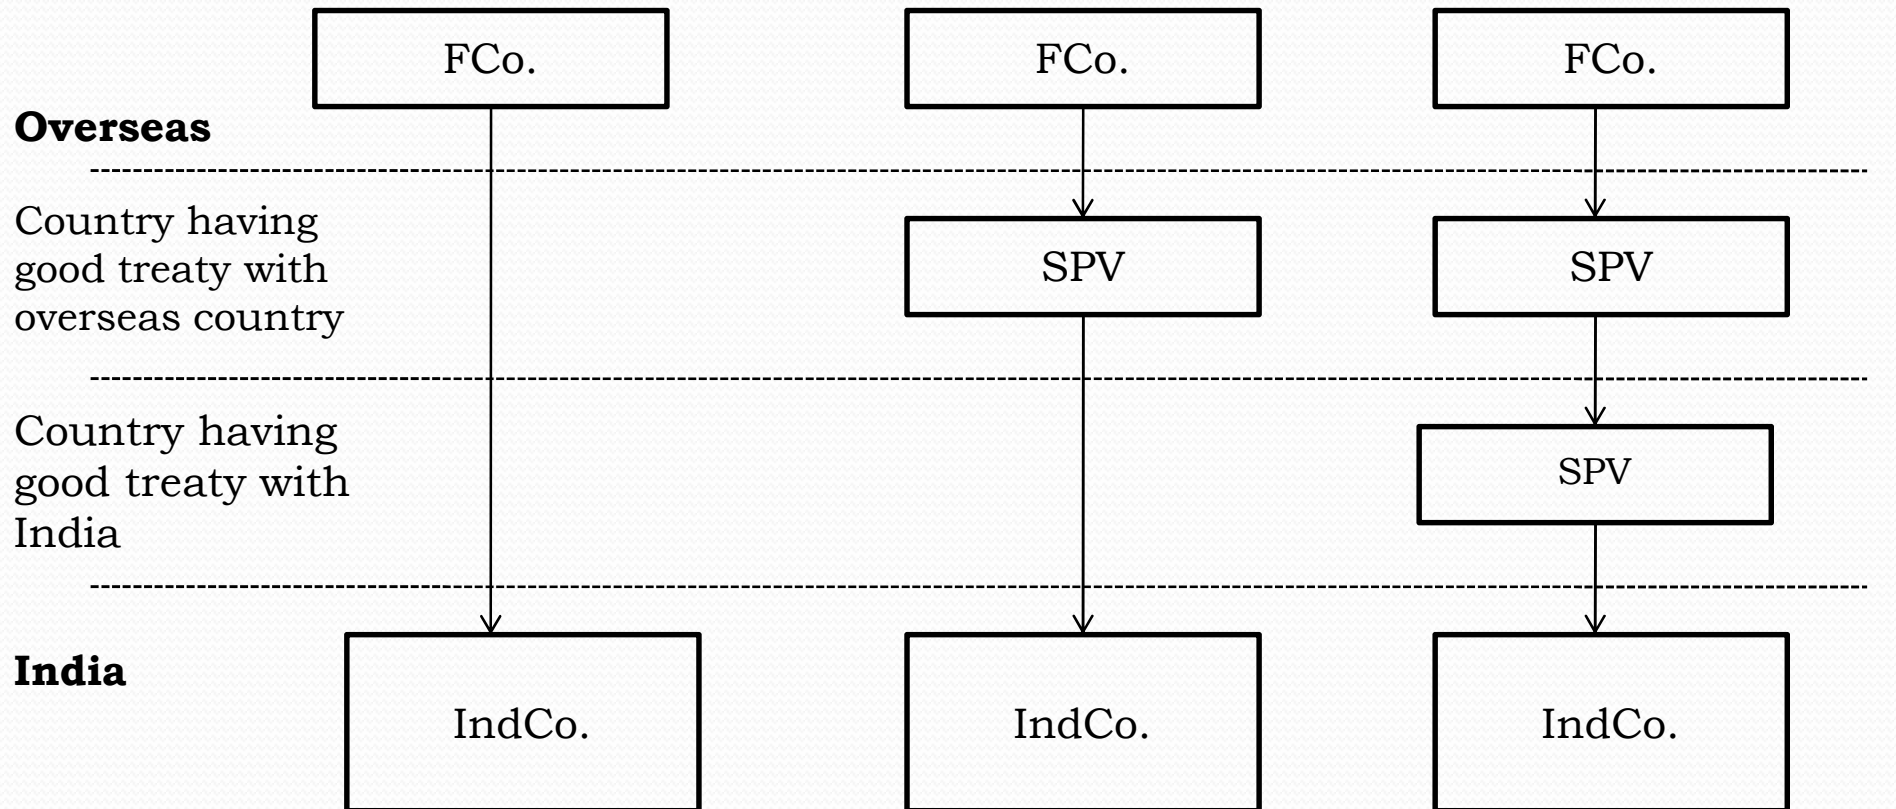 FCo.
FCo.
FCo.
Overseas
Country having
good treaty with
overseas country
SPV
SPV
Country having
good treaty with
India
SPV
India
IndCo.
IndCo.
IndCo.